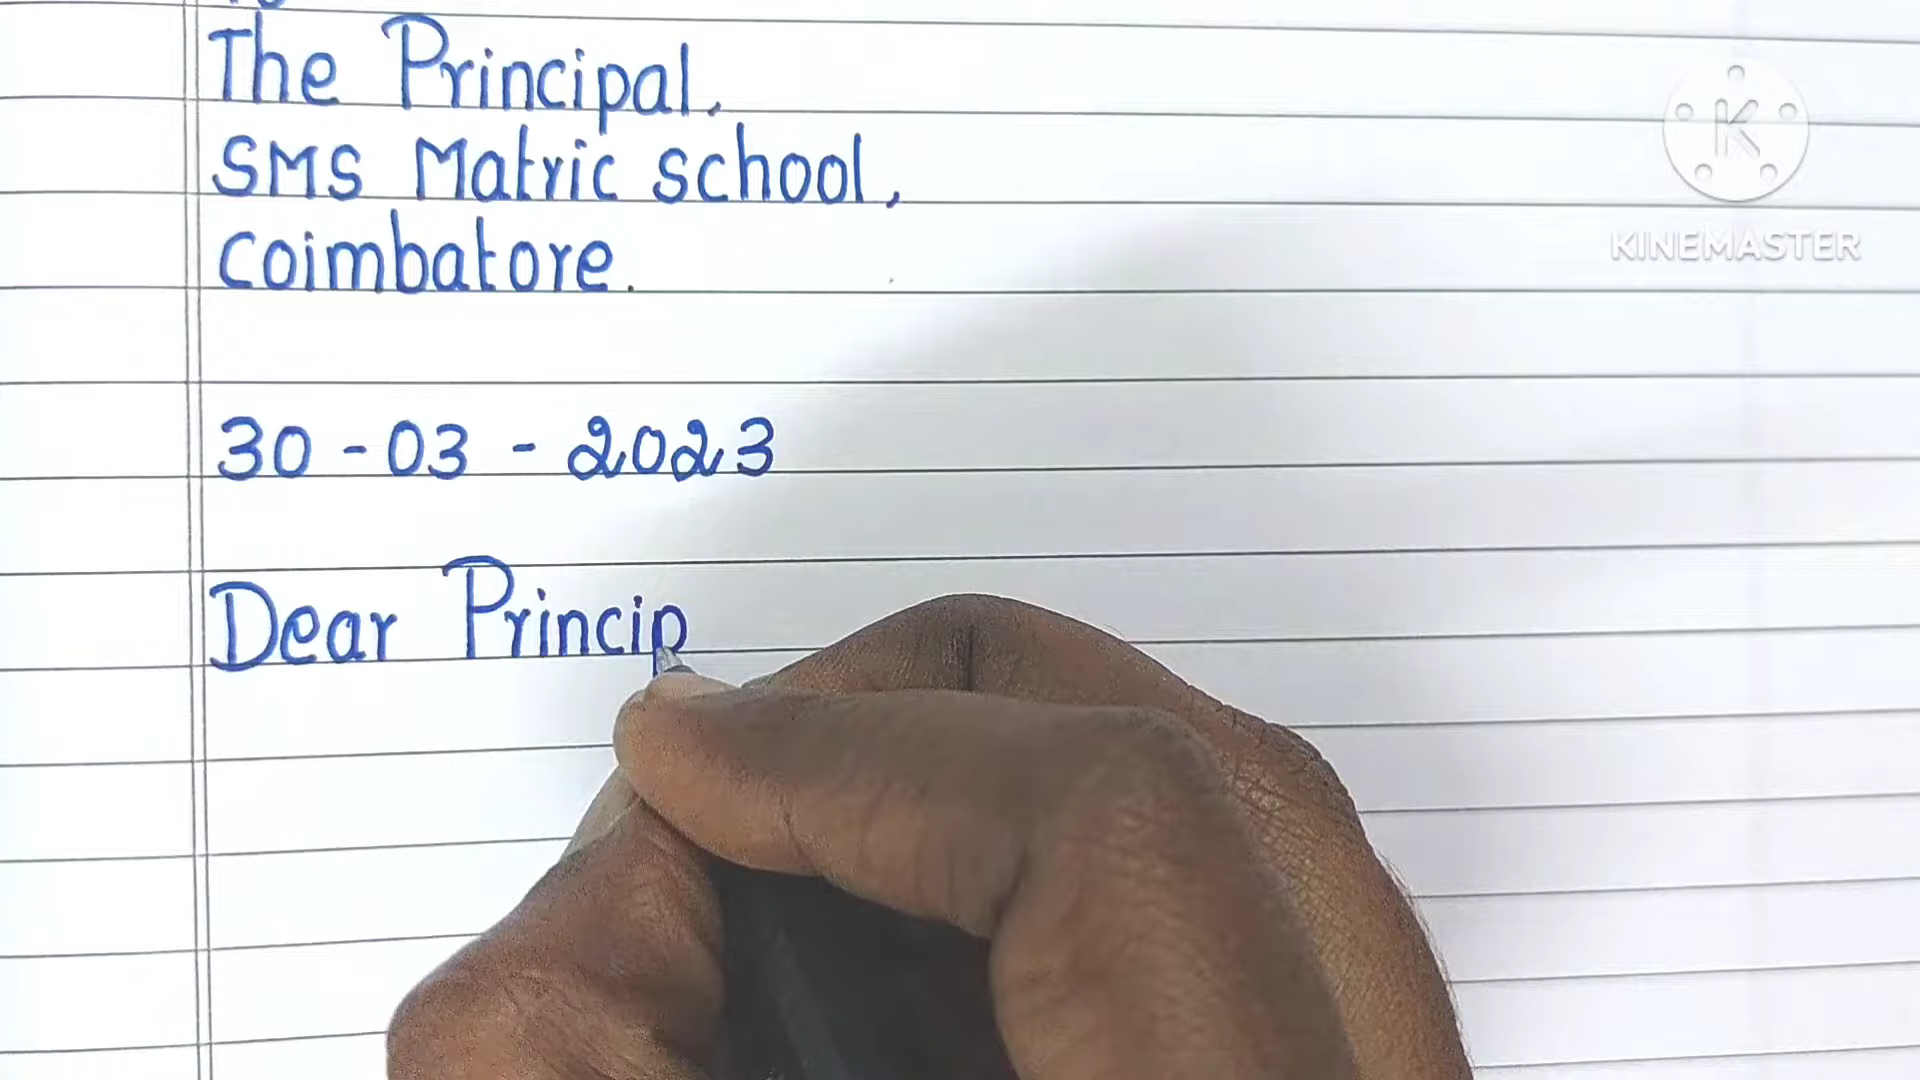 The Principal,
SMS Matric school,
Coimbatore.
30-03-2023
Dear Princip
K
KINEMASTER